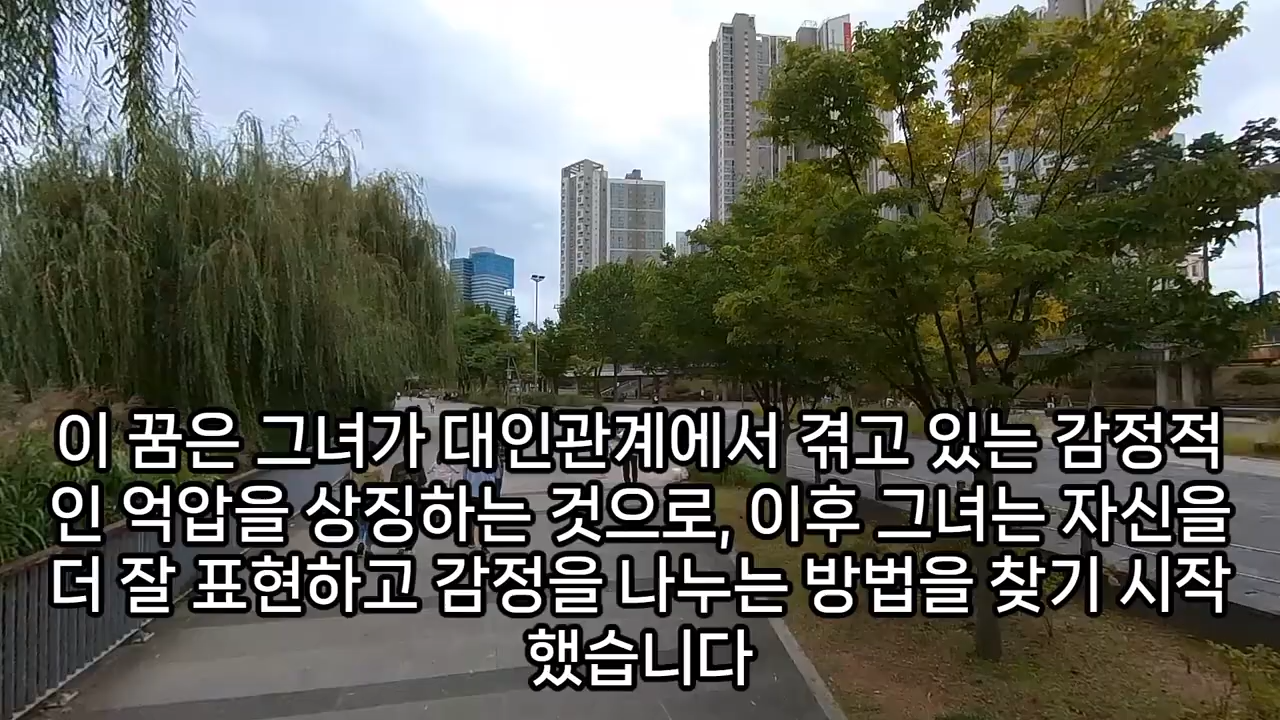 이 꿈은 그녀가 대인관계에서 겪고 있는 감정적
인 억압을 상징하는 것으로, 이후 그녀는 자신을
더 잘 표현하고 감정을 나누는 방법을 찾기 시작
했습니다